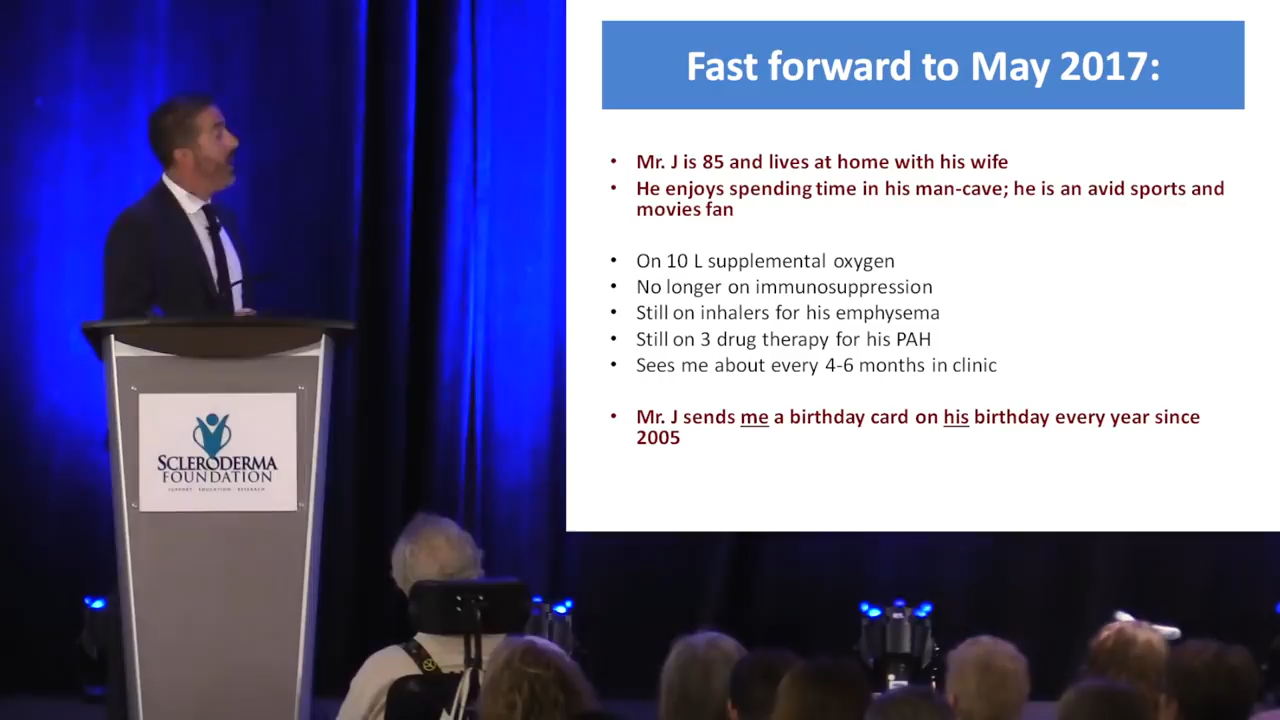 Fast forward to May 2017:
• Mr. J is 85 and lives at home with his wife
• He enjoys spending time in his man-cave; he is an avid sports and
movies fan
• On 10 L supplemental oxygen
• No longer on immunosuppression
• Still on inhalers for his emphysema
• Still on 3 drug therapy for his PAH
• Sees me about every 4-6 months in clinic
• Mr. J sends me a birthday card on his birthday every year since
2005
SCLERODERMA
FOUNDATION
SUPPORT · EDUCATION · RESEARCH